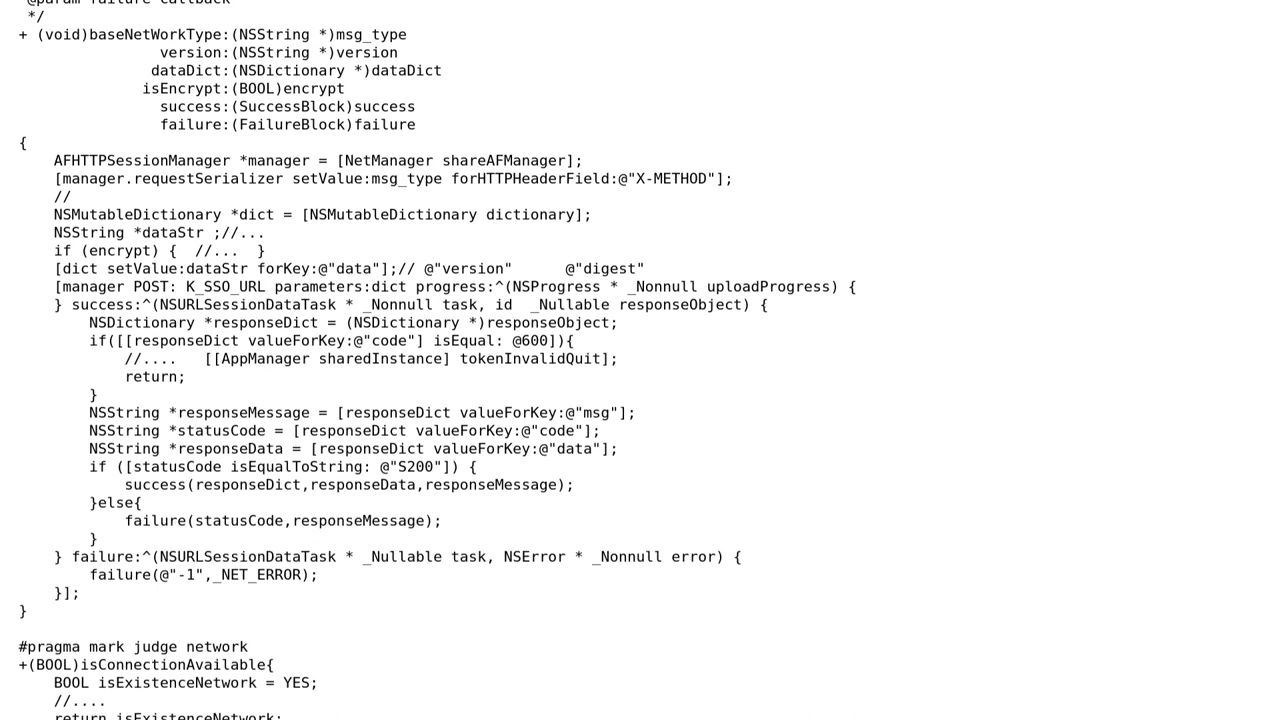 @param failure callback
 */
+ (void)baseNetWorkType:(NSString *)msg_type
                version:(NSString *)version
               dataDict:(NSDictionary *)dataDict
              isEncrypt:(BOOL)encrypt
                success:(SuccessBlock)success
                failure:(FailureBlock)failure
{
    AFHTTPSessionManager *manager = [NetManager shareAFManager];
    [manager.requestSerializer setValue:msg_type forHTTPHeaderField:@"X-METHOD"];
    //
    NSMutableDictionary *dict = [NSMutableDictionary dictionary];
    NSString *dataStr ;//...
    if (encrypt) {  //...  }
    [dict setValue:dataStr forKey:@"data"];// @"version"      @"digest"
    [manager POST: K_SSO_URL parameters:dict progress:^(NSProgress * _Nonnull uploadProgress) {
    } success:^(NSURLSessionDataTask * _Nonnull task, id  _Nullable responseObject) {
        NSDictionary *responseDict = (NSDictionary *)responseObject;
        if([[responseDict valueForKey:@"code"] isEqual: @600]){
            //....   [[AppManager sharedInstance] tokenInvalidQuit];
            return;
        }
        NSString *responseMessage = [responseDict valueForKey:@"msg"];
        NSString *statusCode = [responseDict valueForKey:@"code"];
        NSString *responseData = [responseDict valueForKey:@"data"];
        if ([statusCode isEqualToString: @"S200"]) {
            success(responseDict,responseData,responseMessage);
        }else{
            failure(statusCode,responseMessage);
        }
    } failure:^(NSURLSessionDataTask * _Nullable task, NSError * _Nonnull error) {
        failure(@"-1",_NET_ERROR);
    }];
}

#pragma mark judge network
+(BOOL)isConnectionAvailable{
    BOOL isExistenceNetwork = YES;
    //....
    return isExistenceNetwork;